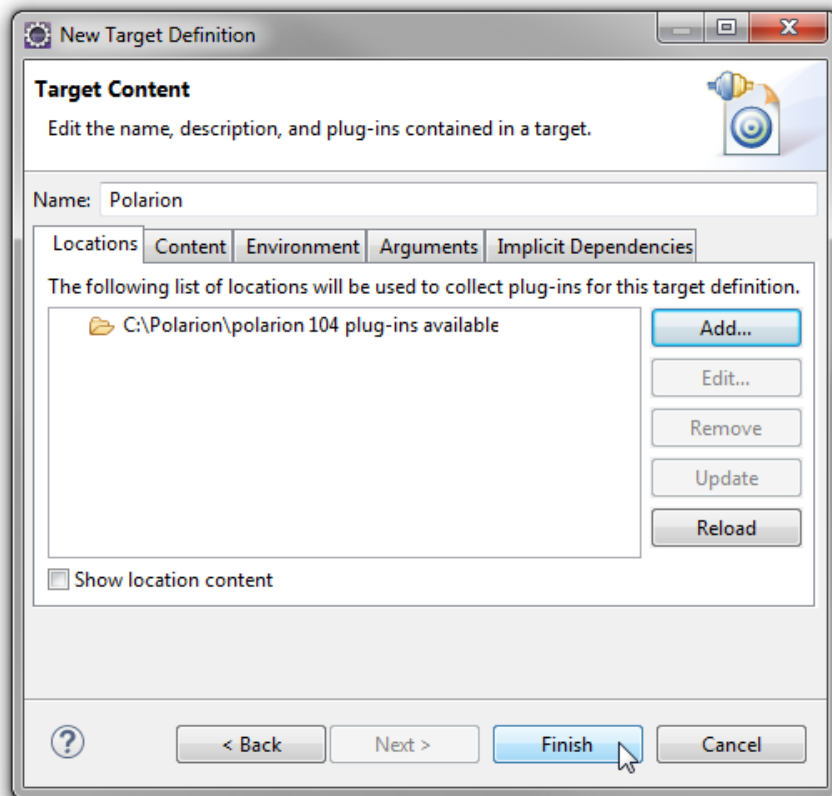 New Target Definition
Target Content
Edit the name, description, and plug-ins contained in a target.
Name: Polarion
Locations Content Environment Arguments Implicit Dependencies
The following list of locations will be used to collect plug-ins for this target definition.
C:\Polarion\polarion 104 plug-ins available
Add...
Edit...
Remove
Update
Reload
Show location content
? < Back Next > Finish Cancel